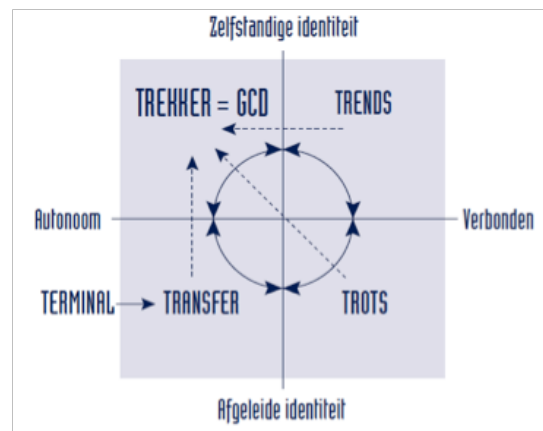 Zelfstandige identiteit
TREKKER = GCD
TRENDS
Autonoom
Verbonden
TERMINAL
TRANSFER
TROTS
Afgeleide identiteit